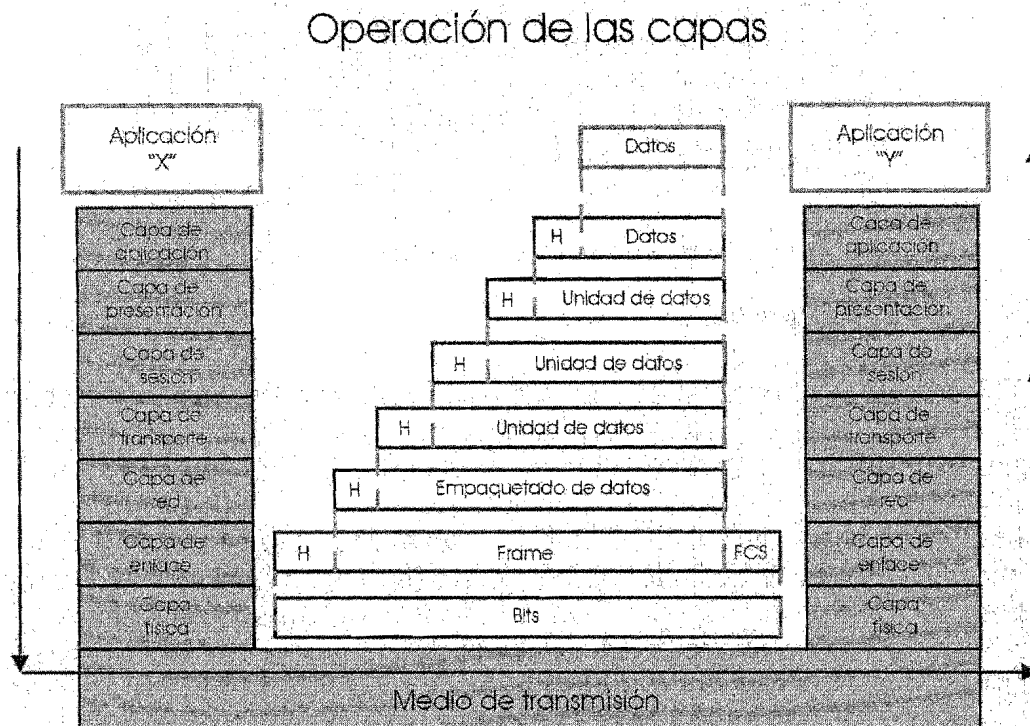 Operación de las capas
Aplicación
"X"
Datos
Aplicación
"Y"
Capa de
aplicación
H
Datos
Capa de
aplicación
Capa de
presentación
H
Unidad de datos
Capa de
presentación
Capa de
sesión
H
Unidad de datos
Capa de
sesión
Capa de
transporte
H
Unidad de datos
Capa de
transporte
Capa de
red
H
Empaquetado de datos
Capa de
red
Capa de
enlace
H
Frame
FCS
Capa de
enlace
Capa
física
Bits
Capa
física
Medio de transmisión